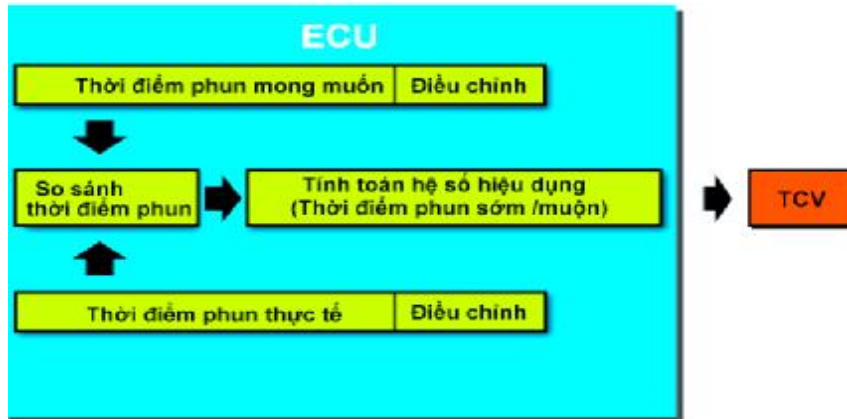 ECU
Thời điểm phun mong muốn Điều chỉnh
So sánh
thời điểm phun
Tính toán hệ số hiệu dụng
(Thời điểm phun sớm /muộn)
TCV
Thời điểm phun thực tế Điều chỉnh